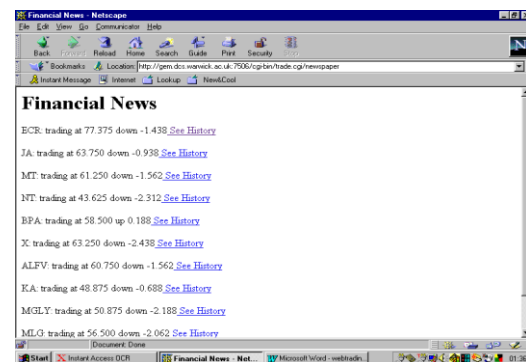 Financial News - Netscape
File Edit View Go Communicator Help
Back Forward Reload Home Search Guide Print Security
Bookmarks Location: http://gem.dcs.warwick.ac.uk:7506/cgi-bin/trade.cgi/newspaper
Instant Message Internet Lookup New&Cool
Financial News
ECR: trading at 77.375 down -1.438 See History
JA: trading at 63.750 down -0.938 See History
MT: trading at 61.250 down -1.562 See History
NT: trading at 43.625 down -2.312 See History
BPA: trading at 58.500 up 0.188 See History
X: trading at 63.250 down -2.438 See History
ALFV: trading at 60.750 down -1.562 See History
KA: trading at 48.875 down -0.688 See History
MGLY: trading at 50.875 down -2.188 See History
MLG: trading at 56.500 down -2.062 See History
Document: Done
Start Instant Access OCR Financial News - Net... Microsoft Word - webtradin... 01:36